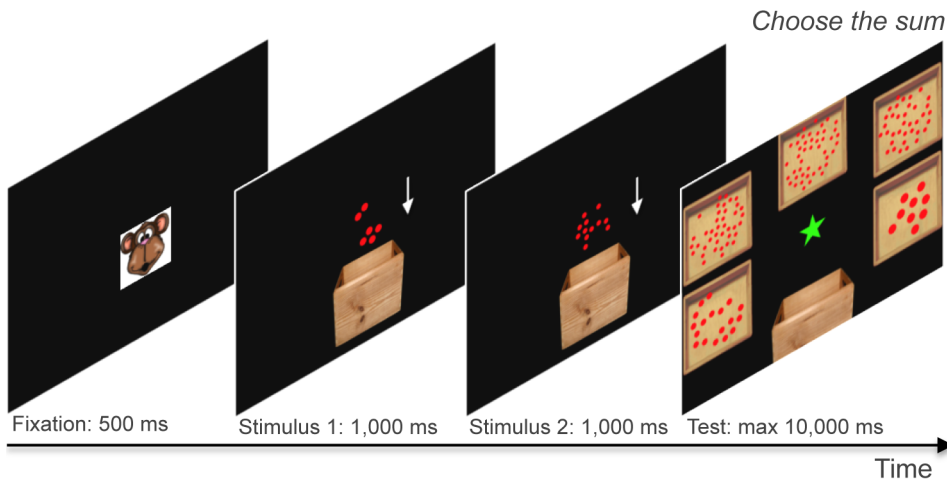 Choose the sum
Fixation: 500 ms
Stimulus 1: 1,000 ms
Stimulus 2: 1,000 ms
Test: max 10,000 ms
Time